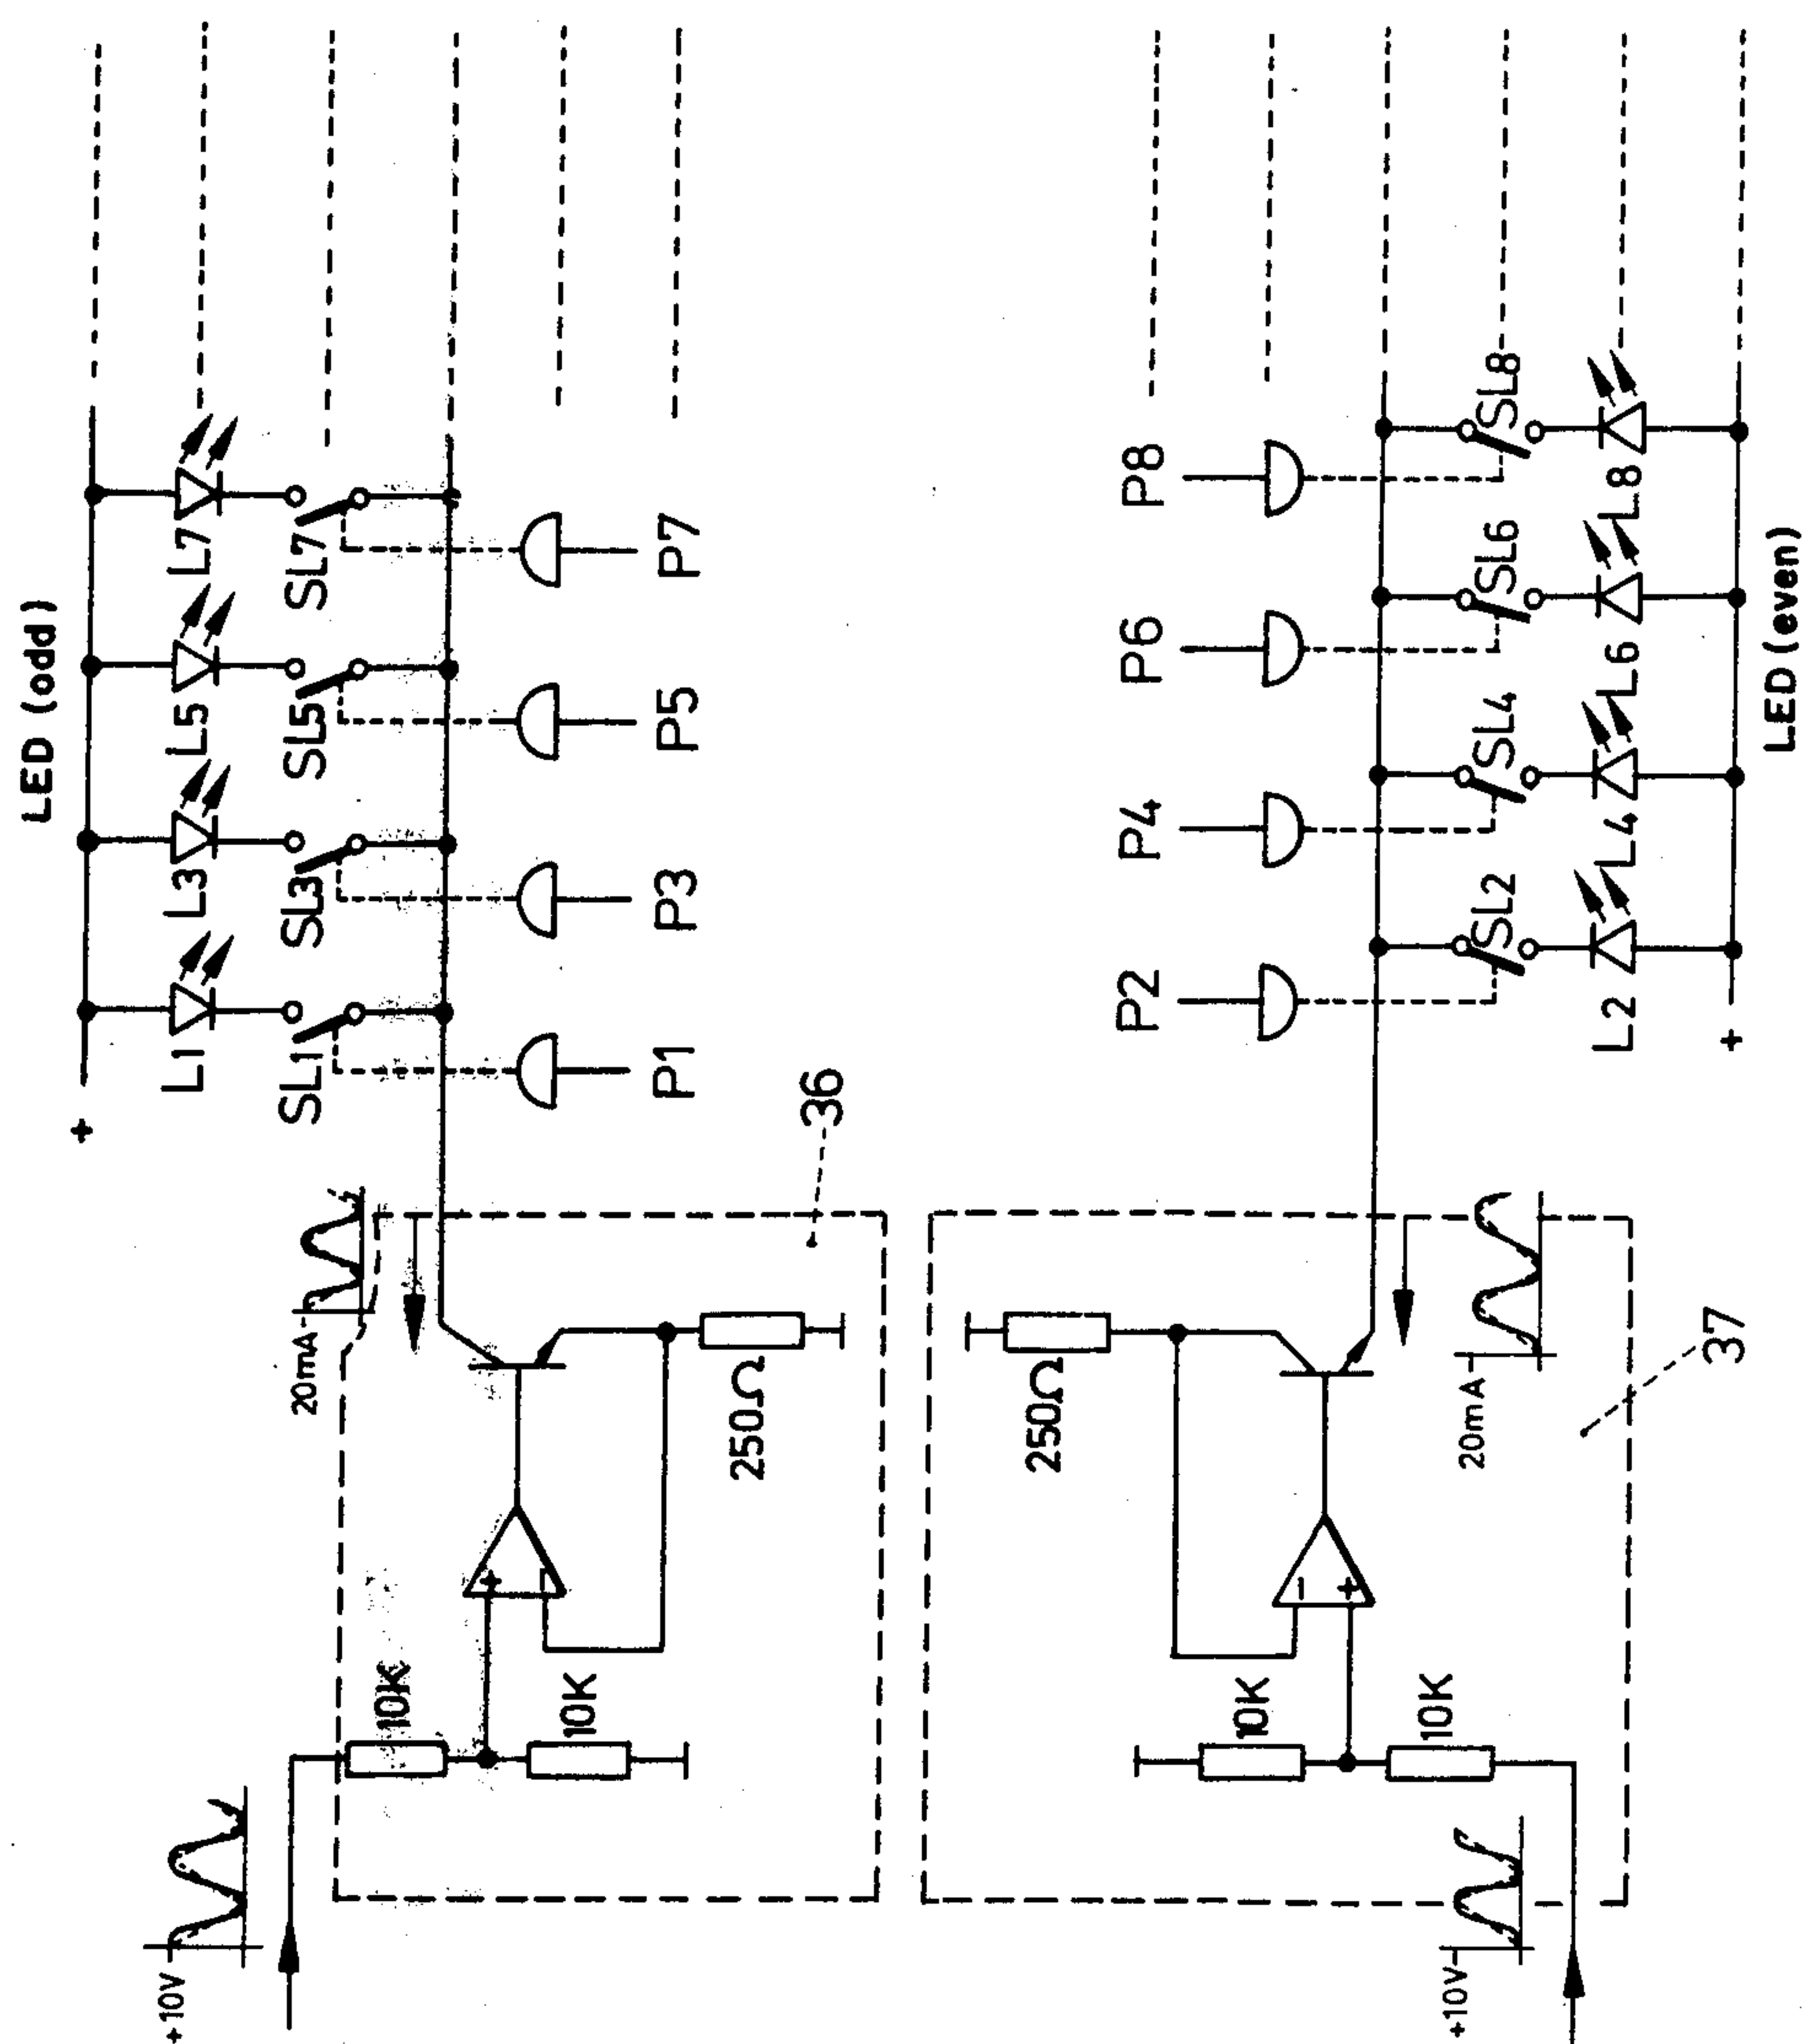 LED (odd)
+
L1
L3
L5
L7
SL1
SL3
SL5
SL7
P1
P3
P5
P7
20mA
36
+10V
10K
10K
+
−
250Ω
250Ω
10K
10K
−
+
+10V
20mA
37
P2
P4
P6
P8
SL2
SL4
SL6
SL8
L2
L4
L6
L8
+
LED (even)